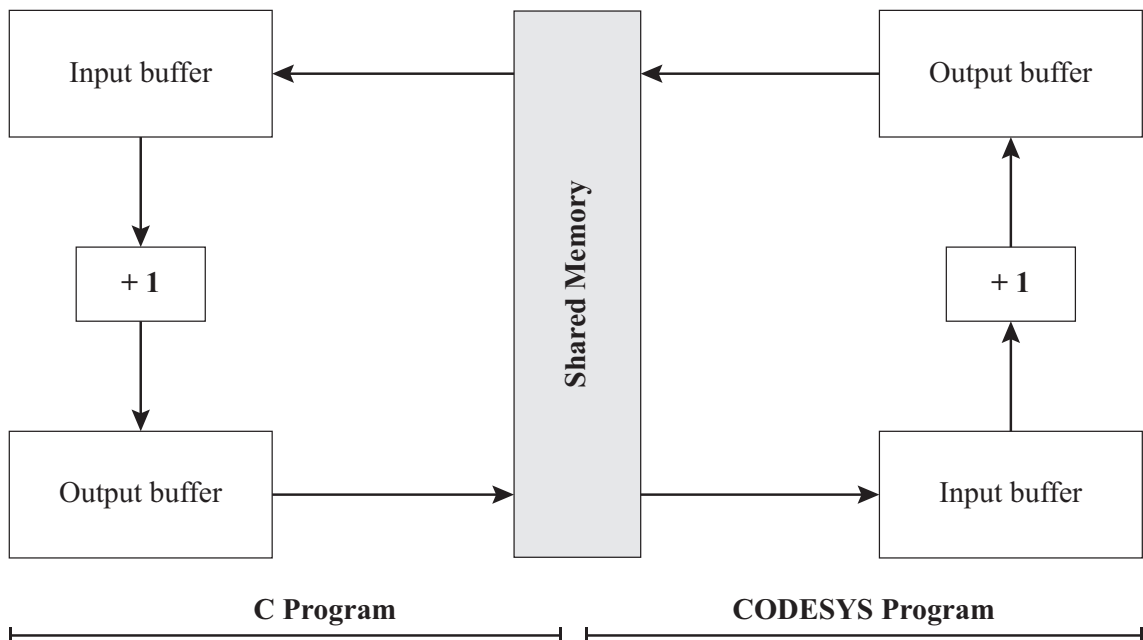 Input buffer
Output buffer
+ 1
Shared Memory
+ 1
Output buffer
Input buffer
C Program
CODESYS Program